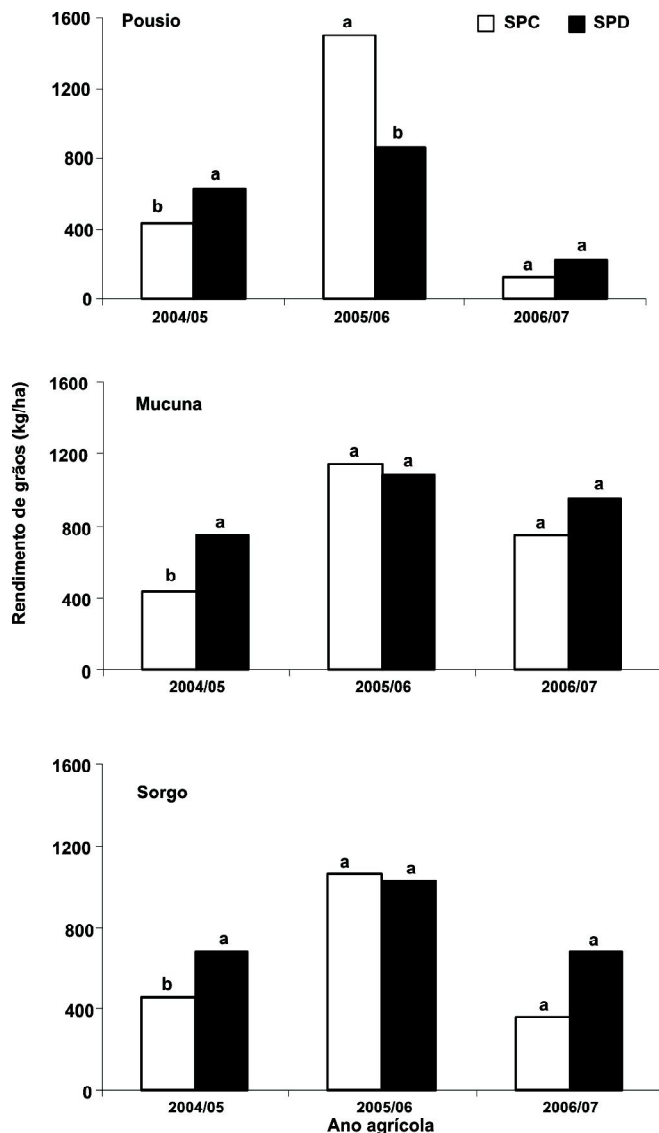 Pousio
SPC SPD
1600
1200
800
400
0
a
b
a
b
a
a
2004/05 2005/06 2006/07
Rendimento de grãos (kg/ha)
Mucuna
1600
1200
800
400
0
b
a
a
a
a
a
2004/05 2005/06 2006/07
Sorgo
1600
1200
800
400
0
b
a
a
a
a
a
2004/05 2005/06 2006/07
Ano agrícola